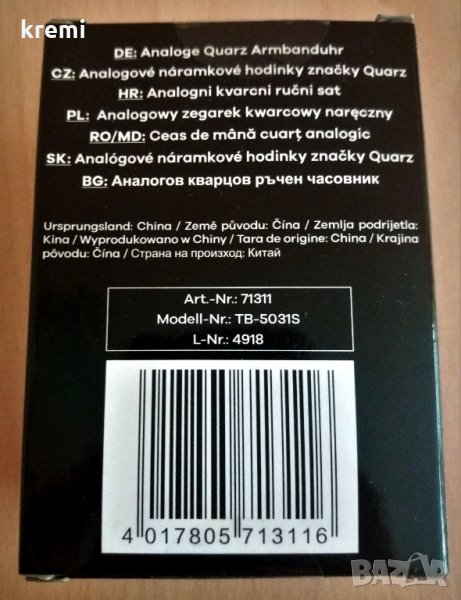 kremi
DE: Analoge Quarz Armbanduhr
CZ: Analogové náramkové hodinky značky Quarz
HR: Analogni kvarcni ručni sat
PL: Analogowy zegarek kwarcowy naręczny
RO/MD: Ceas de mână cuarț analogic
SK: Analógové náramkové hodinky značky Quarz
BG: Аналогов кварцов ръчен часовник
Ursprungsland: China / Země původu: Čína / Zemlja podrijetla:
Kina / Wyprodukowano w Chiny / Tara de origine: China / Krajina
pôvodu: Čína / Страна на произход: Китай
Art.-Nr.: 71311
Modell-Nr.: TB-5031S
L-Nr.: 4918
4 017805 713116
BAZAR